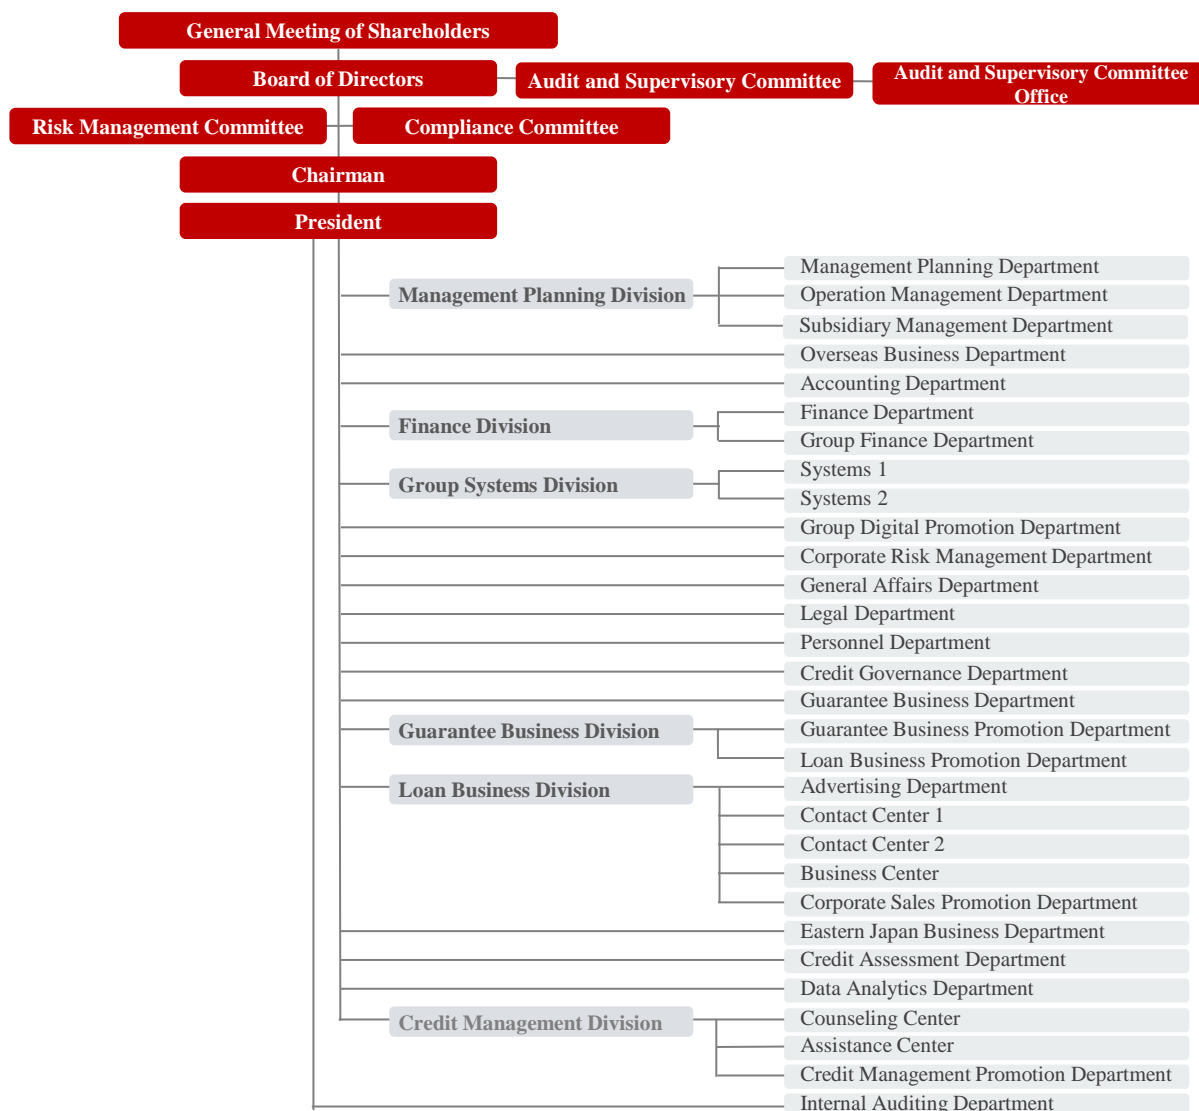 General Meeting of Shareholders
Board of Directors
Audit and Supervisory Committee
Audit and Supervisory Committee
Office
Risk Management Committee
Compliance Committee
Chairman
President
Management Planning Division
Management Planning Department
Operation Management Department
Subsidiary Management Department
Overseas Business Department
Accounting Department
Finance Division
Finance Department
Group Finance Department
Group Systems Division
Systems 1
Systems 2
Group Digital Promotion Department
Corporate Risk Management Department
General Affairs Department
Legal Department
Personnel Department
Credit Governance Department
Guarantee Business Department
Guarantee Business Division
Guarantee Business Promotion Department
Loan Business Promotion Department
Loan Business Division
Advertising Department
Contact Center 1
Contact Center 2
Business Center
Corporate Sales Promotion Department
Eastern Japan Business Department
Credit Assessment Department
Data Analytics Department
Credit Management Division
Counseling Center
Assistance Center
Credit Management Promotion Department
Internal Auditing Department